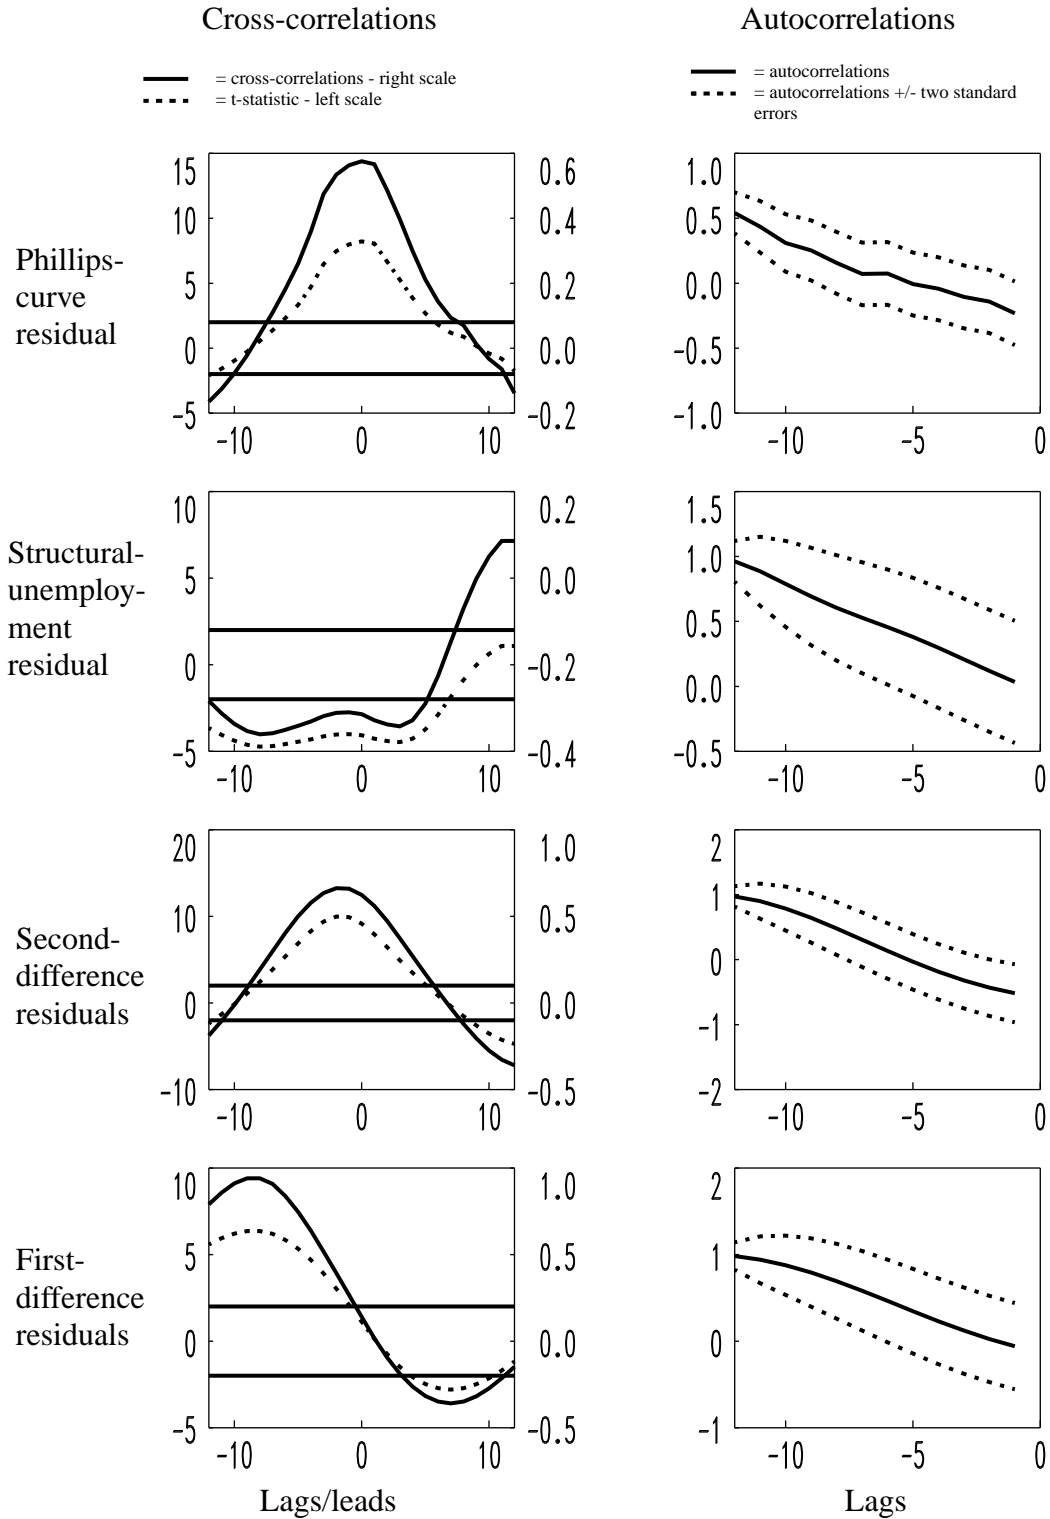 Cross-correlations
Autocorrelations
= cross-correlations - right scale
= t-statistic - left scale
= autocorrelations
= autocorrelations +/- two standard
errors
Phillips-
curve
residual
15
10
5
0
−5
0.6
0.4
0.2
0.0
−0.2
−10 0 10
1.0
0.5
0.0
−0.5
−1.0
−10 −5 0
Structural-
unemploy-
ment
residual
10
5
0
−5
0.2
0.0
−0.2
−0.4
−10 0 10
1.5
1.0
0.5
0.0
−0.5
−10 −5 0
Second-
difference
residuals
20
10
0
−10
1.0
0.5
0.0
−0.5
−10 0 10
2
1
0
−1
−2
−10 −5 0
First-
difference
residuals
10
5
0
−5
1.0
0.5
0.0
−0.5
−10 0 10
2
1
0
−1
−10 −5 0
Lags/leads
Lags